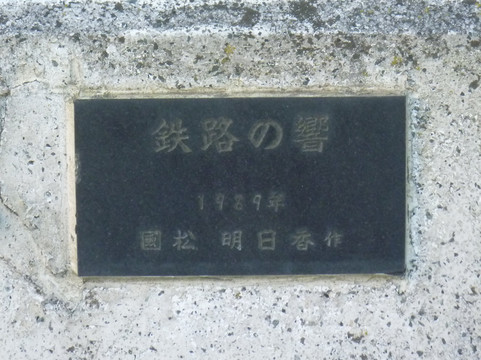 鉄路の響
1989年
國松 明日香作